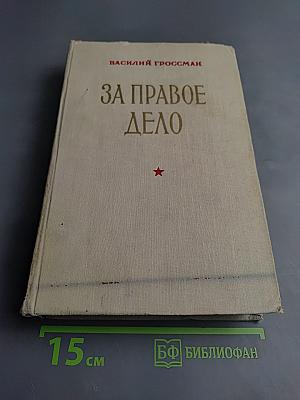 ВАСИЛИЙ ГРОССМАН
ЗА ПРАВОЕ
ДЕЛО
15 см
БФ БИБЛИОФАН